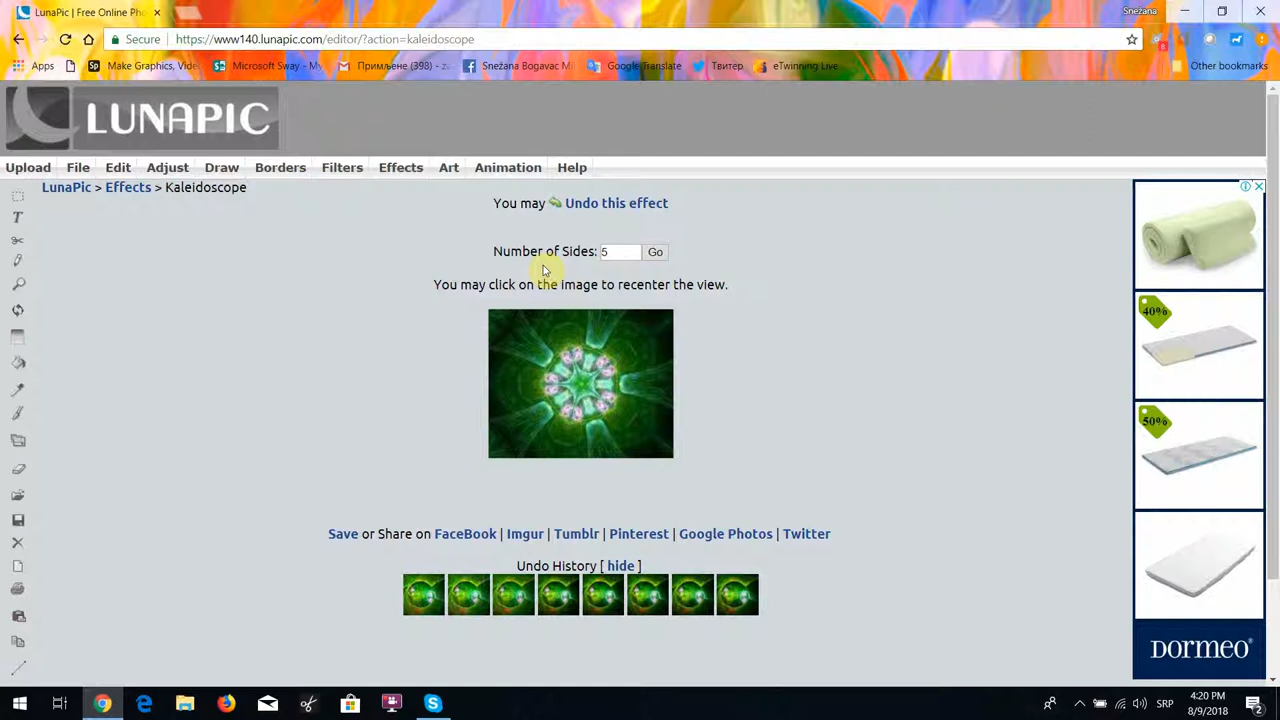 LunaPic | Free Online Pho
Snežana
Secure https://www140.lunapic.com/editor/?action=kaleidoscope
Apps Make Graphics, Vide Microsoft Sway - My Примљене (398) - za Snežana Bogavac Mi Google Translate Твитер eTwinning Live Other bookmarks
LUNAPIC
Upload File Edit Adjust Draw Borders Filters Effects Art Animation Help
LunaPic > Effects > Kaleidoscope
You may Undo this effect
Number of Sides: 5 Go
You may click on the image to recenter the view.
40%
50%
Save or Share on FaceBook | Imgur | Tumblr | Pinterest | Google Photos | Twitter
Undo History [ hide ]
DORMEO®
4:20 PM
SRP
8/9/2018
2